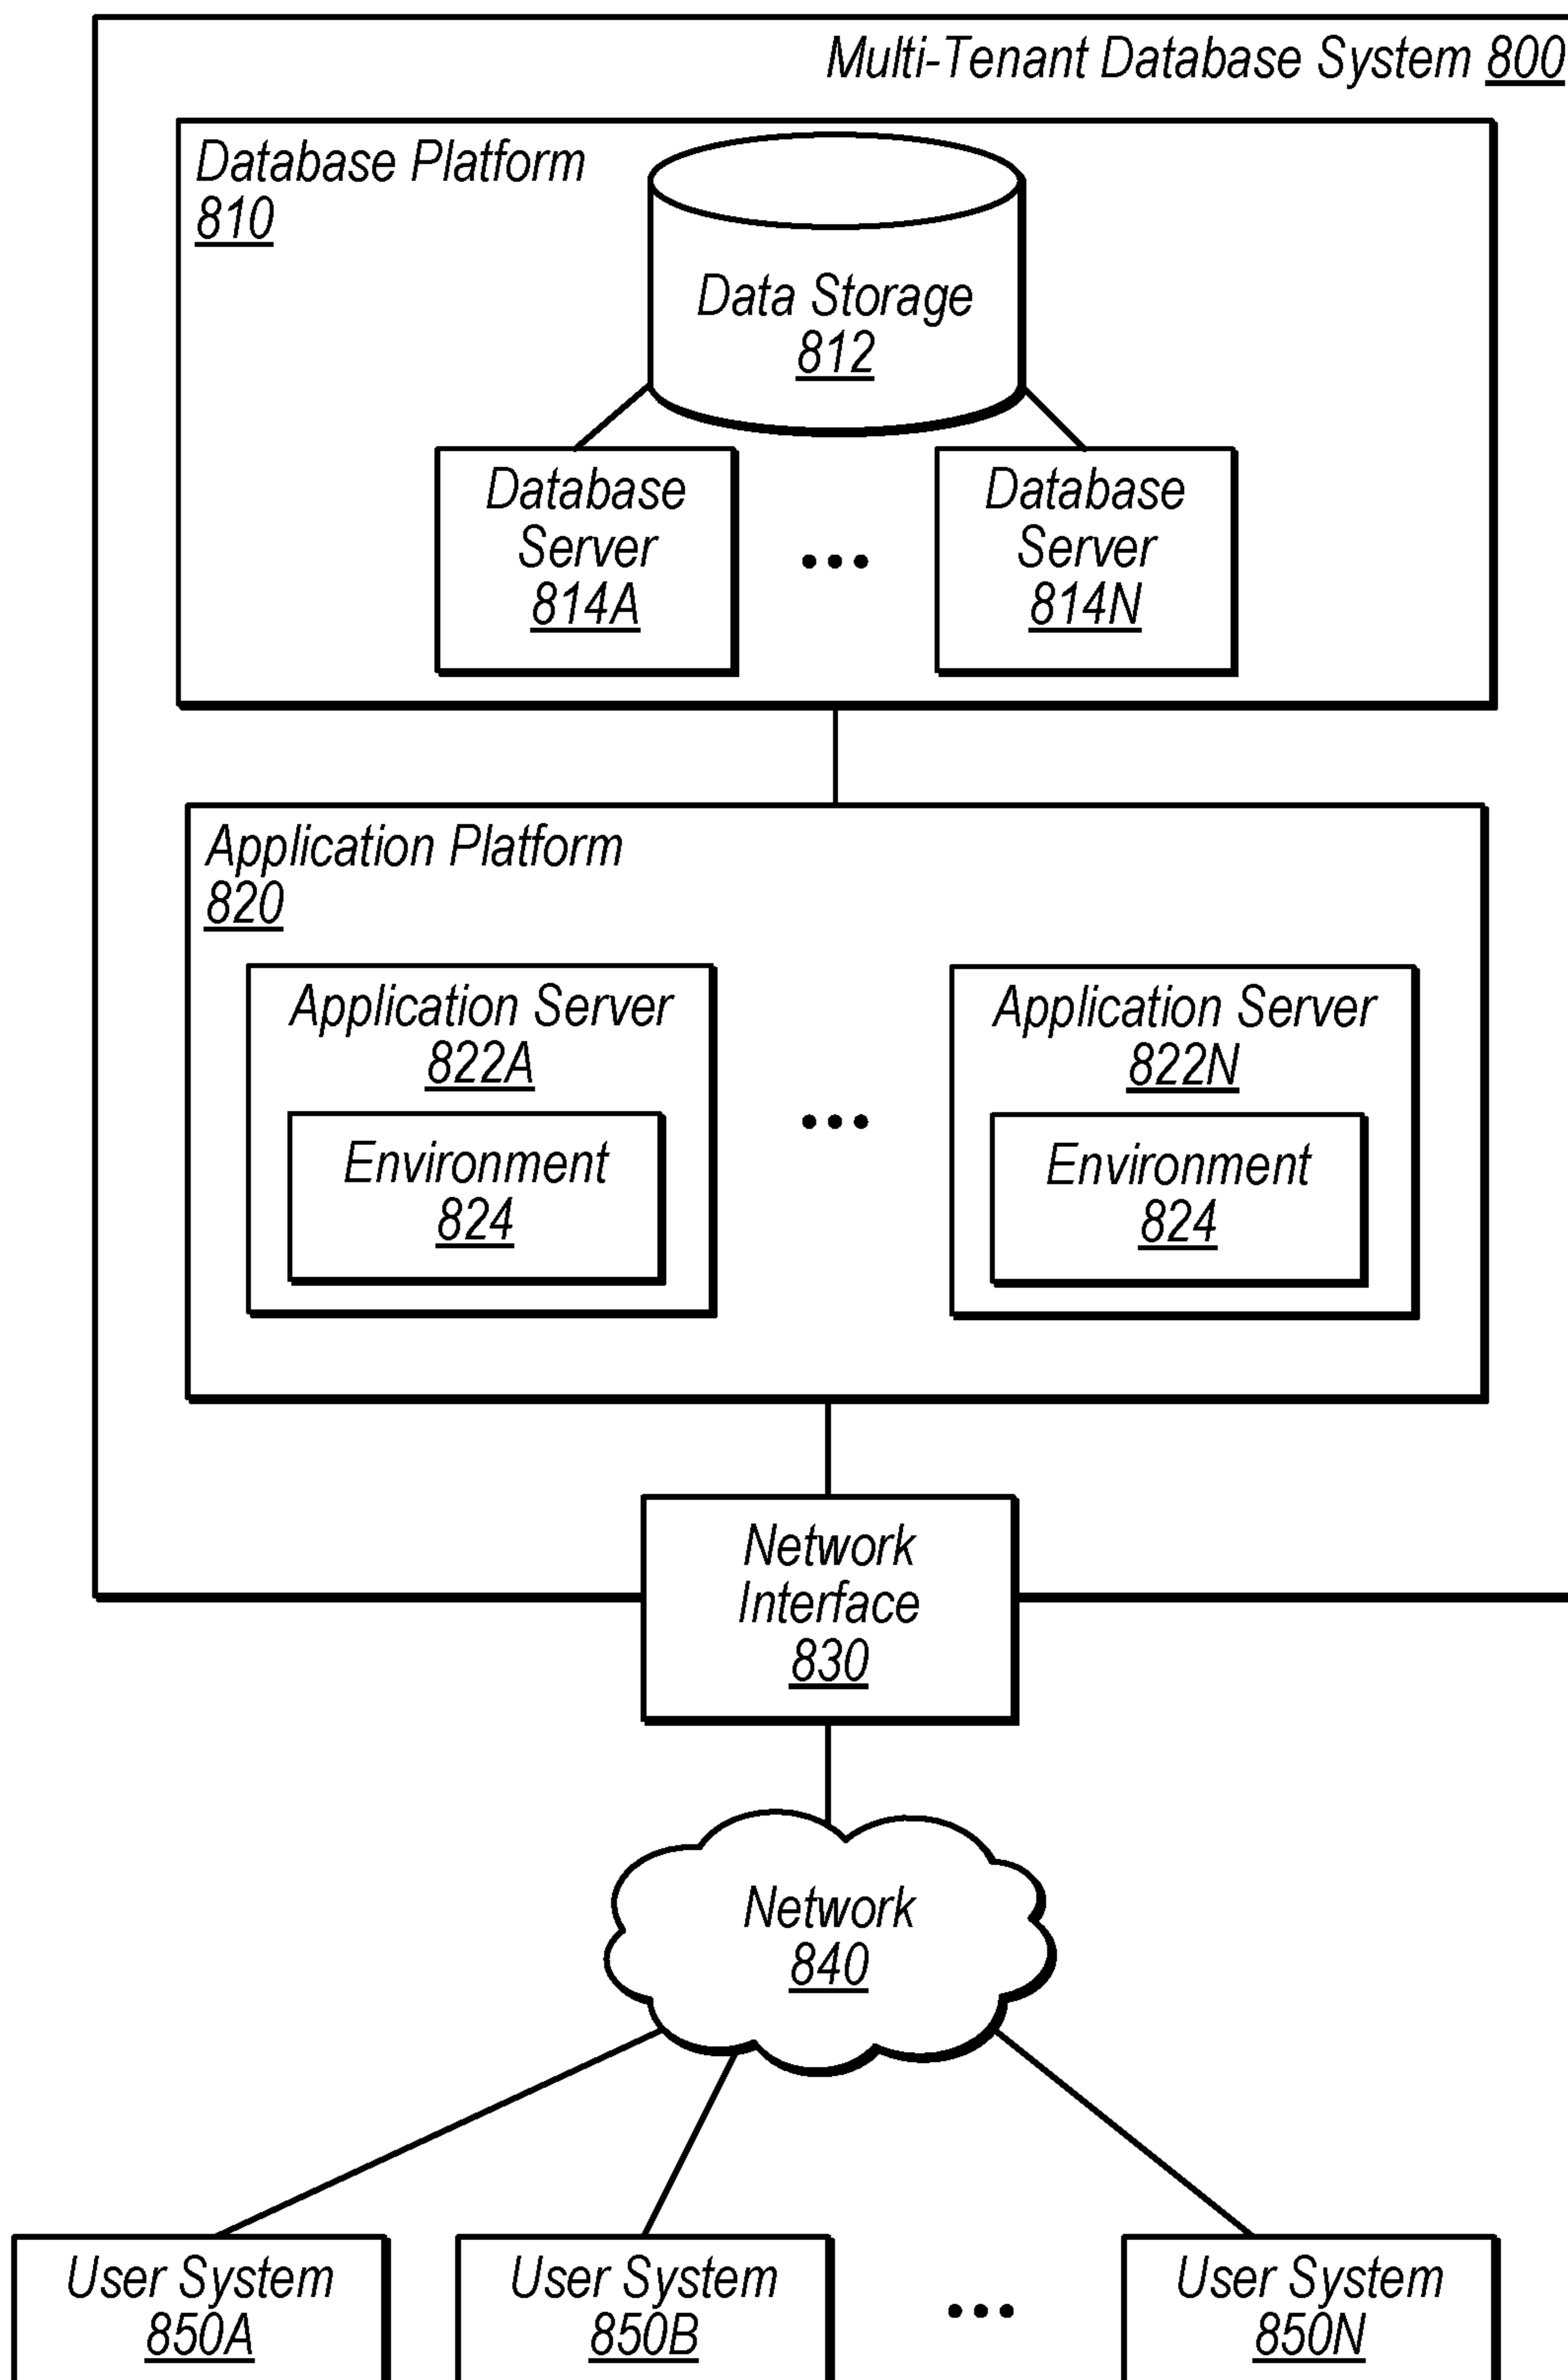 Multi-Tenant Database System 800
Database Platform
810
Data Storage
812
Database
Server
814A
•••
Database
Server
814N
Application Platform
820
Application Server
822A
Environment
824
•••
Application Server
822N
Environment
824
Network
Interface
830
Network
840
User System
850A
User System
850B
•••
User System
850N